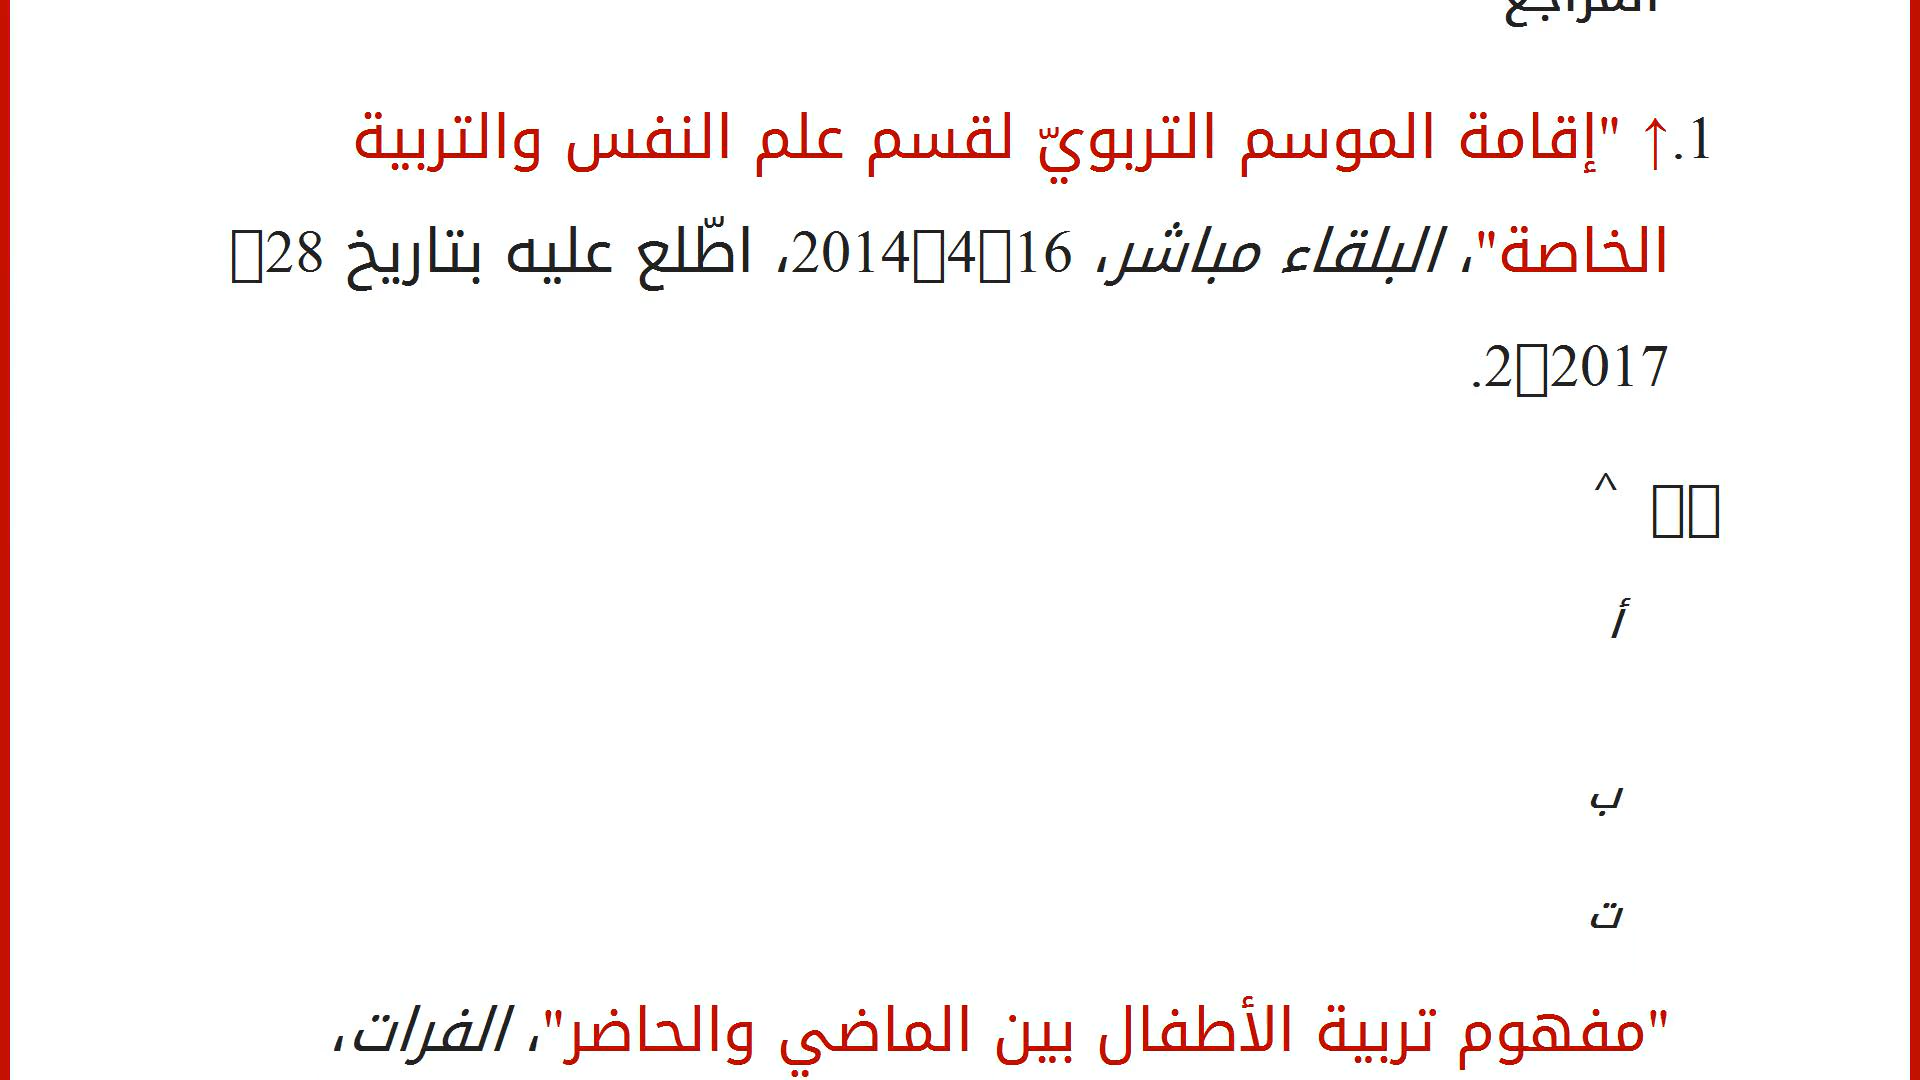 المراجع
1.↑ "إقامة الموسم التربويّ لقسم علم النفس والتربية
الخاصة"، البلقاء مباشر، 16▯4▯2014، اطّلع عليه بتاريخ 28▯
2▯2017.
▯▯ ^
أ
ب
ت
"مفهوم تربية الأطفال بين الماضي والحاضر"، الفرات،